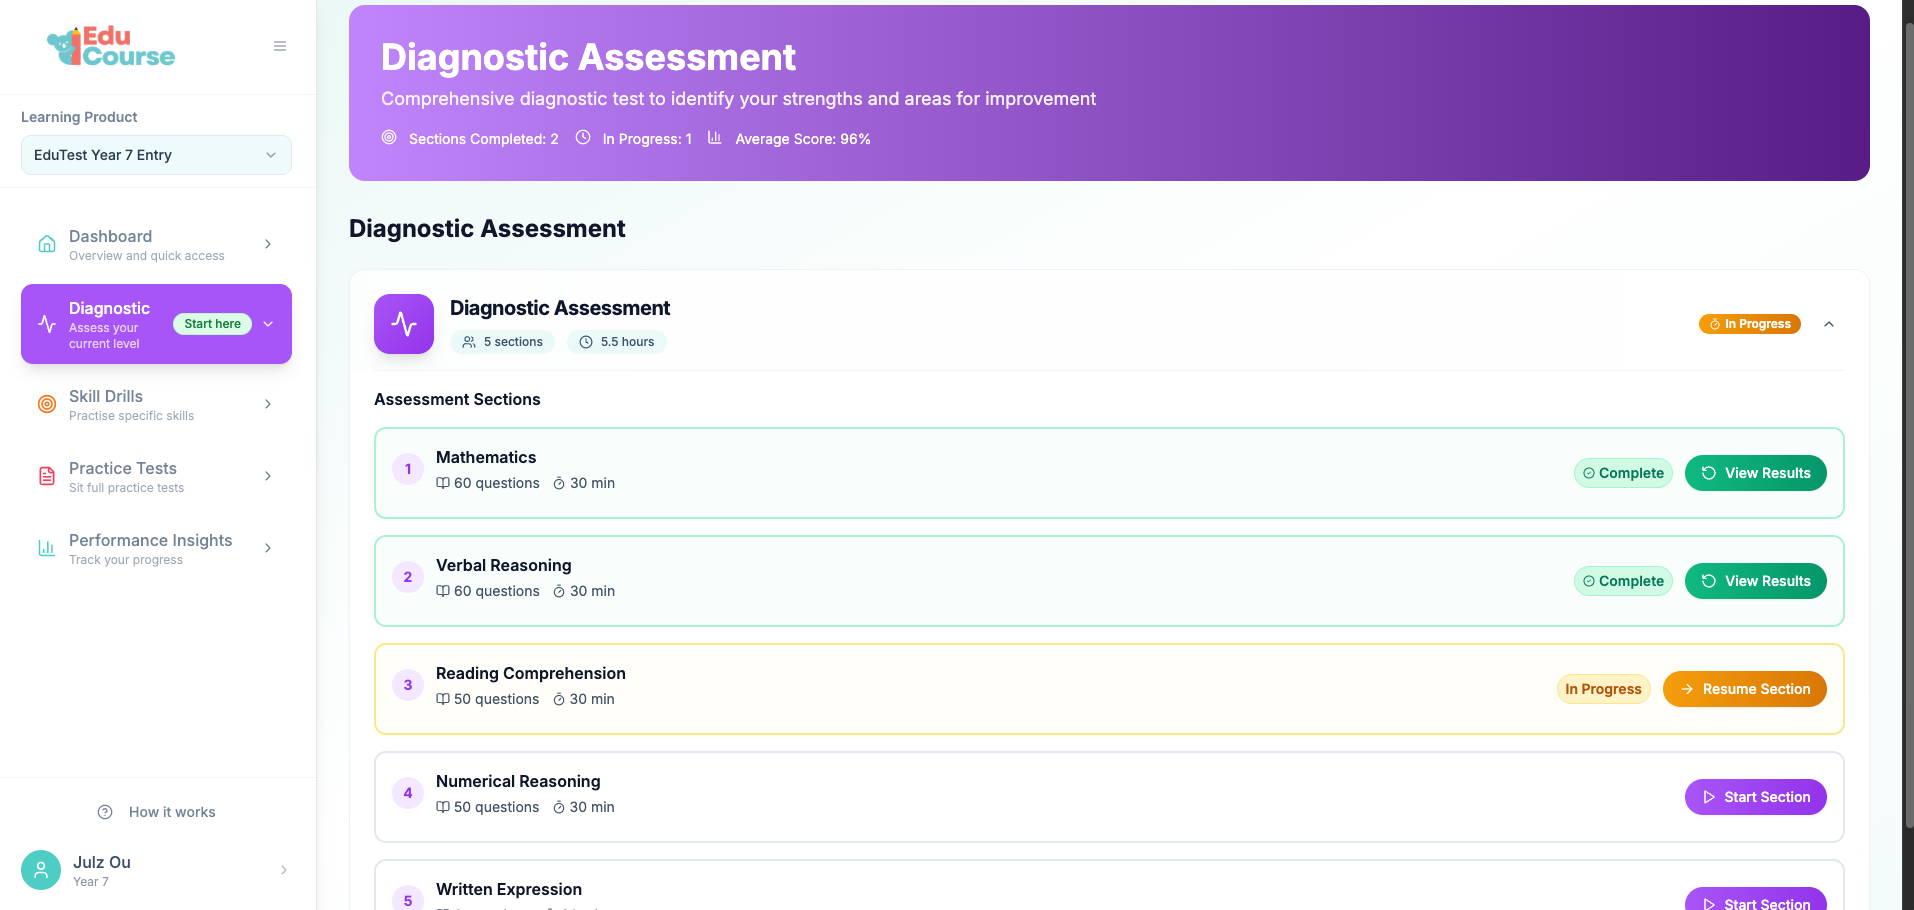 Edu
Course
Learning Product
EduTest Year 7 Entry
Dashboard
Overview and quick access
Diagnostic
Assess your
current level
Start here
Skill Drills
Practise specific skills
Practice Tests
Sit full practice tests
Performance Insights
Track your progress
How it works
Julz Ou
Year 7
Diagnostic Assessment
Comprehensive diagnostic test to identify your strengths and areas for improvement
Sections Completed: 2 In Progress: 1 Average Score: 96%
Diagnostic Assessment
Diagnostic Assessment
5 sections 5.5 hours
In Progress
Assessment Sections
1
Mathematics
60 questions 30 min
Complete
View Results
2
Verbal Reasoning
60 questions 30 min
Complete
View Results
3
Reading Comprehension
50 questions 30 min
In Progress
Resume Section
4
Numerical Reasoning
50 questions 30 min
Start Section
5
Written Expression
Start Section